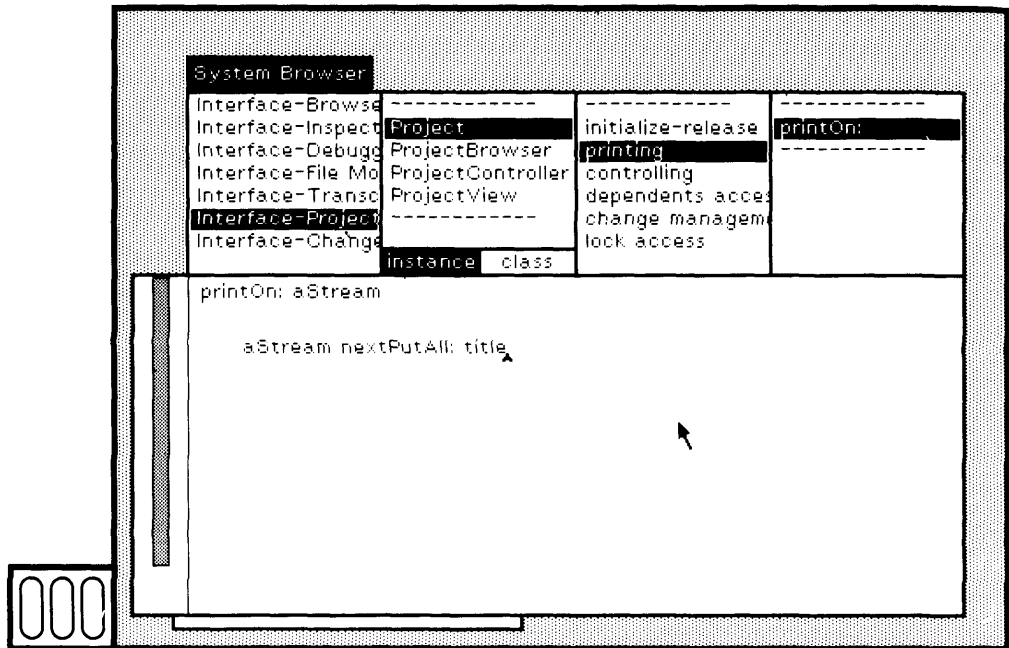 System Browser
Interface-Browse
Interface-Inspect
Interface-Debugg
Interface-File Mo
Interface-Transc
Interface-Project
Interface-Change
------------
Project
ProjectBrowser
ProjectController
ProjectView
------------
instance class
------------
initialize-release
printing
controlling
dependents acces
change manageme
lock access
------------
printOn:
------------
printOn: aStream
aStream nextPutAll: title